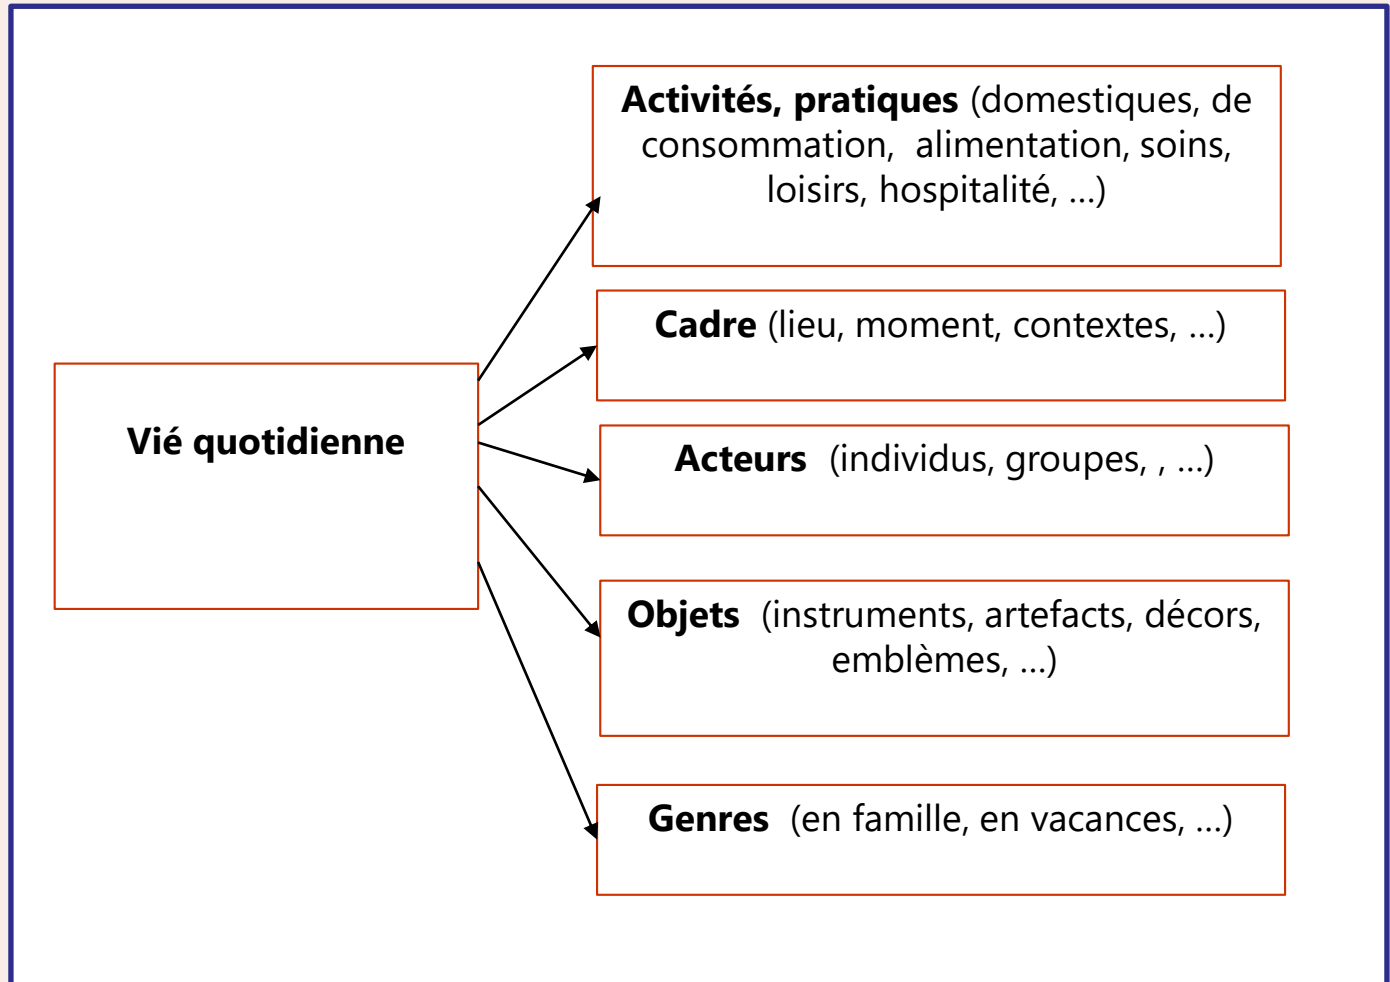 Activités, pratiques (domestiques, de
consommation, alimentation, soins,
loisirs, hospitalité, ...)
Cadre (lieu, moment, contextes, ...)
Vié quotidienne
Acteurs (individus, groupes, , ...)
Objets (instruments, artefacts, décors,
emblèmes, ...)
Genres (en famille, en vacances, ...)